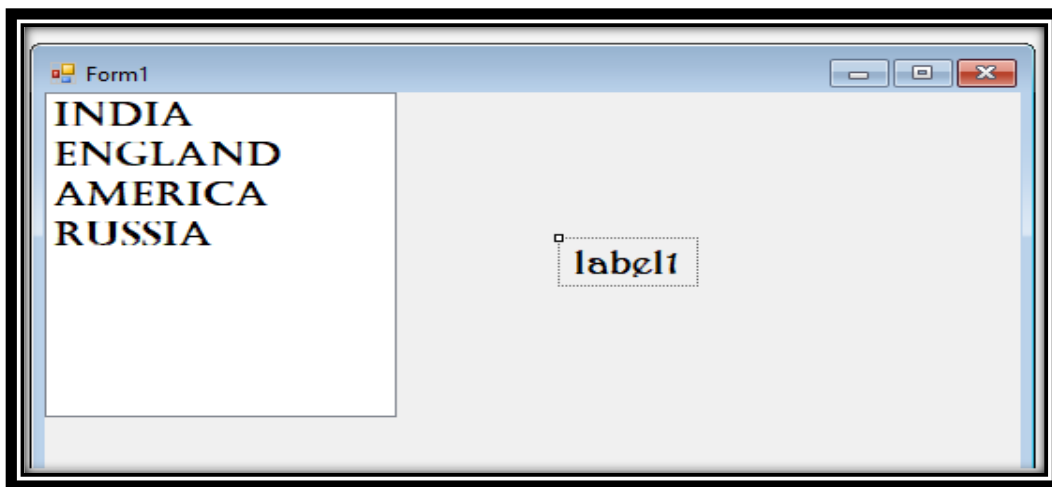 Form1
INDIA
ENGLAND
AMERICA
RUSSIA
label1